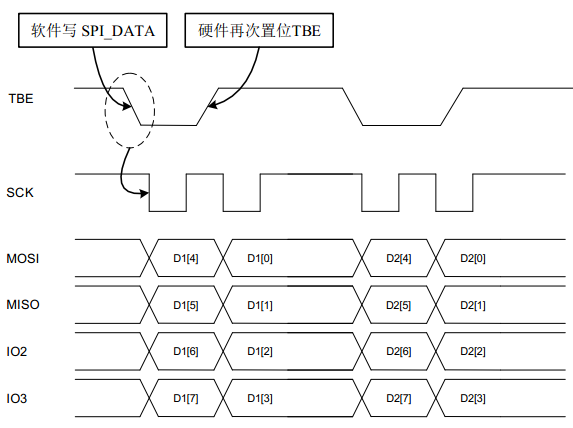 软件写 SPI_DATA
硬件再次置位TBE
TBE
SCK
MOSI D1[4] D1[0] D2[4] D2[0]
MISO D1[5] D1[1] D2[5] D2[1]
IO2 D1[6] D1[2] D2[6] D2[2]
IO3 D1[7] D1[3] D2[7] D2[3]